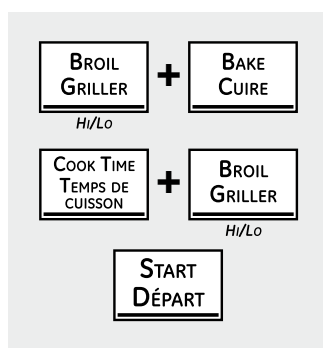 BROIL
GRILLER
+
BAKE
CUIRE
HI/LO
COOK TIME
TEMPS DE
CUISSON
+
BROIL
GRILLER
HI/LO
START
DÉPART